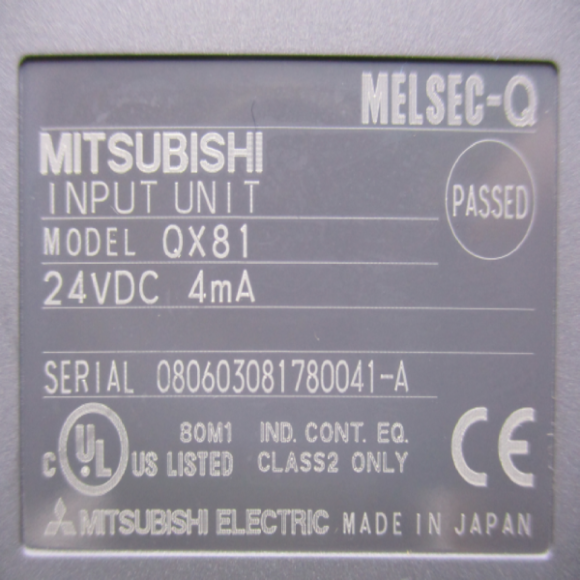 MELSEC-Q
MITSUBISHI
INPUT UNIT
PASSED
MODEL QX81
24VDC 4mA
SERIAL 080603081780041-A
C UL US LISTED
80M1 IND. CONT. EQ.
CLASS2 ONLY
CE
MITSUBISHI ELECTRIC MADE IN JAPAN